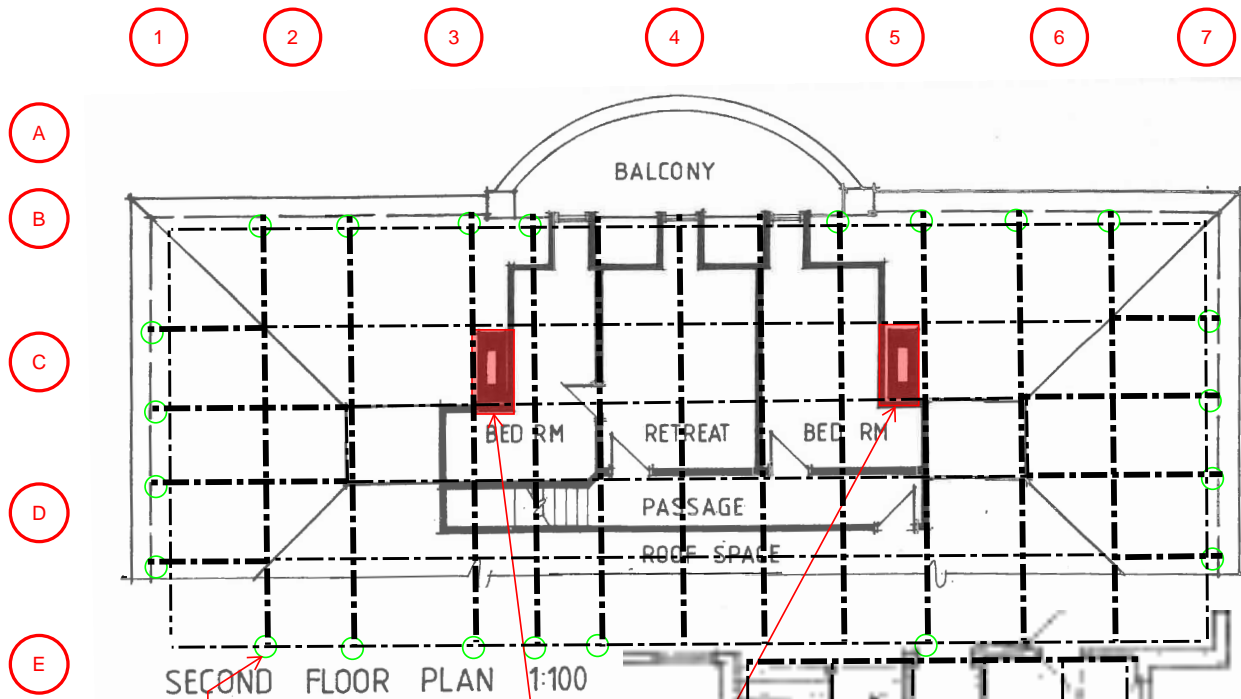 1 2 3 4 5 6 7
A
BALCONY
B
C
BED RM RETREAT BED RM
D PASSAGE
ROOF SPACE
E
SECOND FLOOR PLAN 1:100